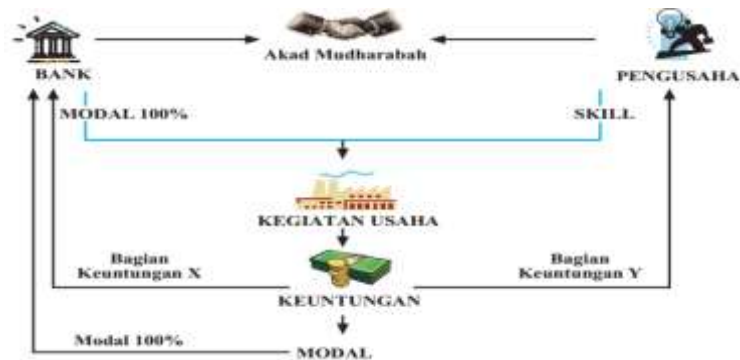 Akad Mudharabah
BANK
PENGUSAHA
MODAL 100%
SKILL
KEGIATAN USAHA
Bagian
Keuntungan X
Bagian
Keuntungan Y
KEUNTUNGAN
Modal 100%
MODAL